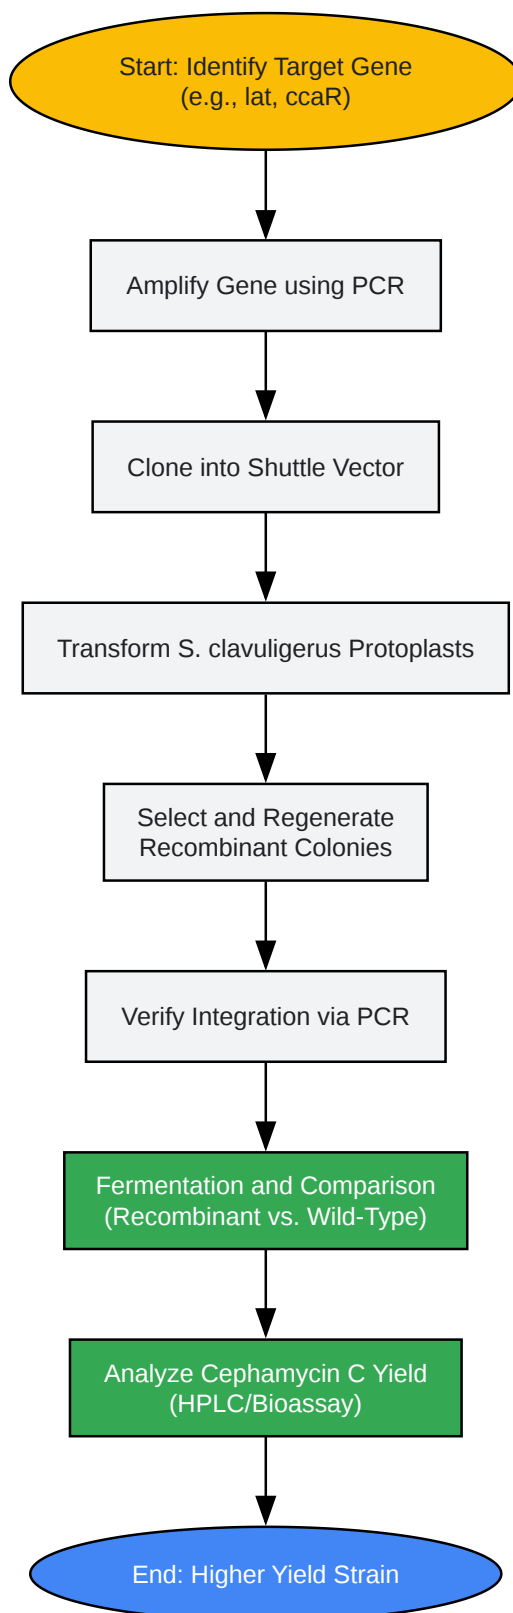 Start: Identify Target Gene
(e.g., lat, ccaR)
Amplify Gene using PCR
Clone into Shuttle Vector
Transform S. clavuligerus Protoplasts
Select and Regenerate
Recombinant Colonies
Verify Integration via PCR
Fermentation and Comparison
(Recombinant vs. Wild-Type)
Analyze Cephamycin C Yield
(HPLC/Bioassay)
End: Higher Yield Strain